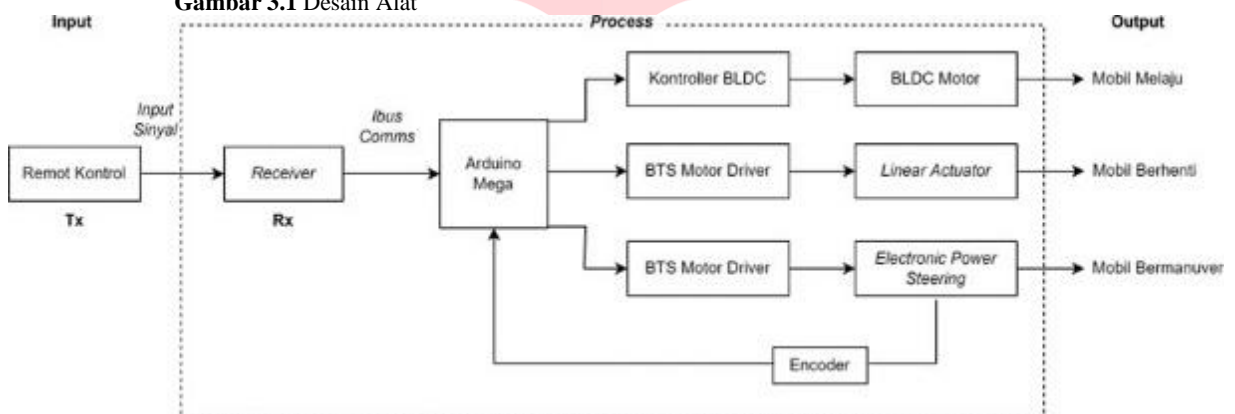 Gambar 3.1 Desain Alat
Input
Process
Output
Kontroller BLDC
BLDC Motor
Mobil Melaju
Input
Sinyal
Ibus
Comms
Remot Kontrol
Receiver
Arduino
Mega
BTS Motor Driver
Linear Actuator
Mobil Berhenti
Tx
Rx
BTS Motor Driver
Electronic Power
Steering
Mobil Bermanuver
Encoder